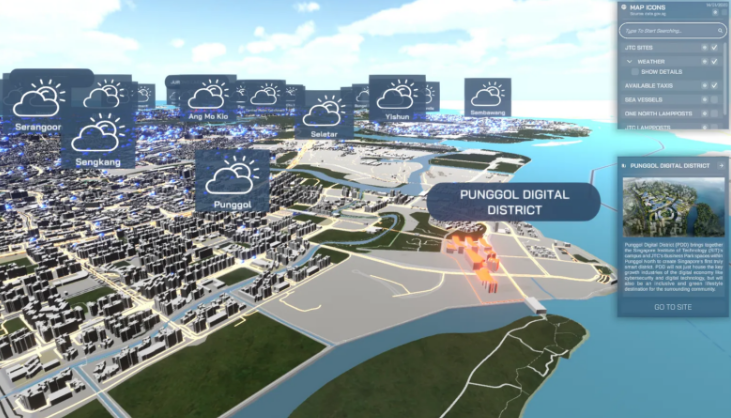 MAP ICONS
Type To Start Searching...
JTC SITES
WEATHER
SHOW DETAILS
AVAILABLE TAXIS
SEA VESSELS
ONE NORTH LAMPPOSTS
JTC LAMPPOSTS
Serangoon
Ang Mo Kio
Yishun
Sembawang
Seletar
Sengkang
Punggol
PUNGGOL DIGITAL
DISTRICT
PUNGGOL DIGITAL DISTRICT
Punggol Digital District (PDD) brings together
the Singapore Institute of Technology (SIT)'s
campus and JTC's Business Park spaces within
Punggol North to create Singapore's first truly
smart district. PDD will not just house the key
growth industries of the digital economy like
cybersecurity and digital technology, but will
also be an inclusive and green lifestyle
destination for the surrounding community.
GO TO SITE